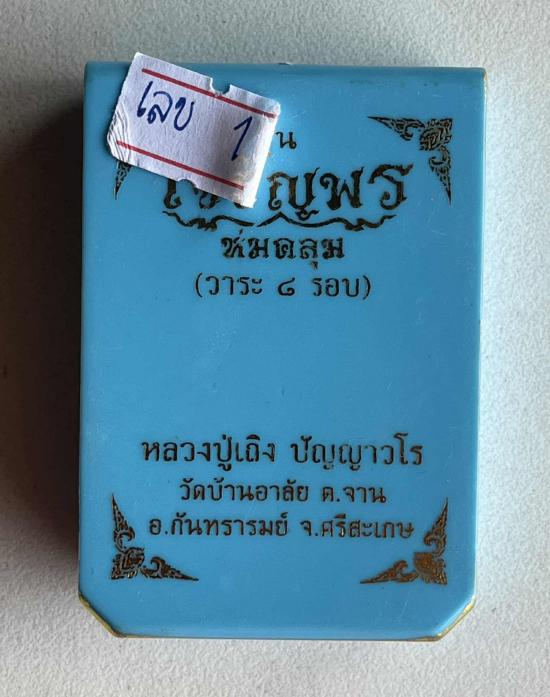 เลข 1
ห่มคลุม
(วาระ ๘ รอบ)
หลวงปู่เถิง ปัญญาวโร
วัดบ้านอาลัย ต.จาน
อ.กันทรารมย์ จ.ศรีสะเกษ